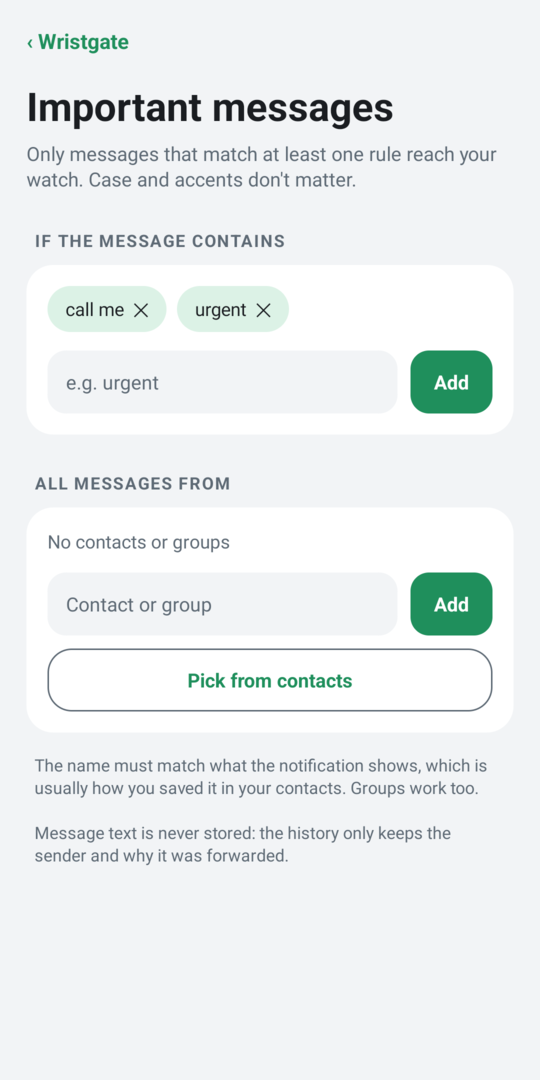 ‹ Wristgate
Important messages
Only messages that match at least one rule reach your
watch. Case and accents don't matter.
IF THE MESSAGE CONTAINS
call me
urgent
e.g. urgent
Add
ALL MESSAGES FROM
No contacts or groups
Contact or group
Add
Pick from contacts
The name must match what the notification shows, which is
usually how you saved it in your contacts. Groups work too.
Message text is never stored: the history only keeps the
sender and why it was forwarded.